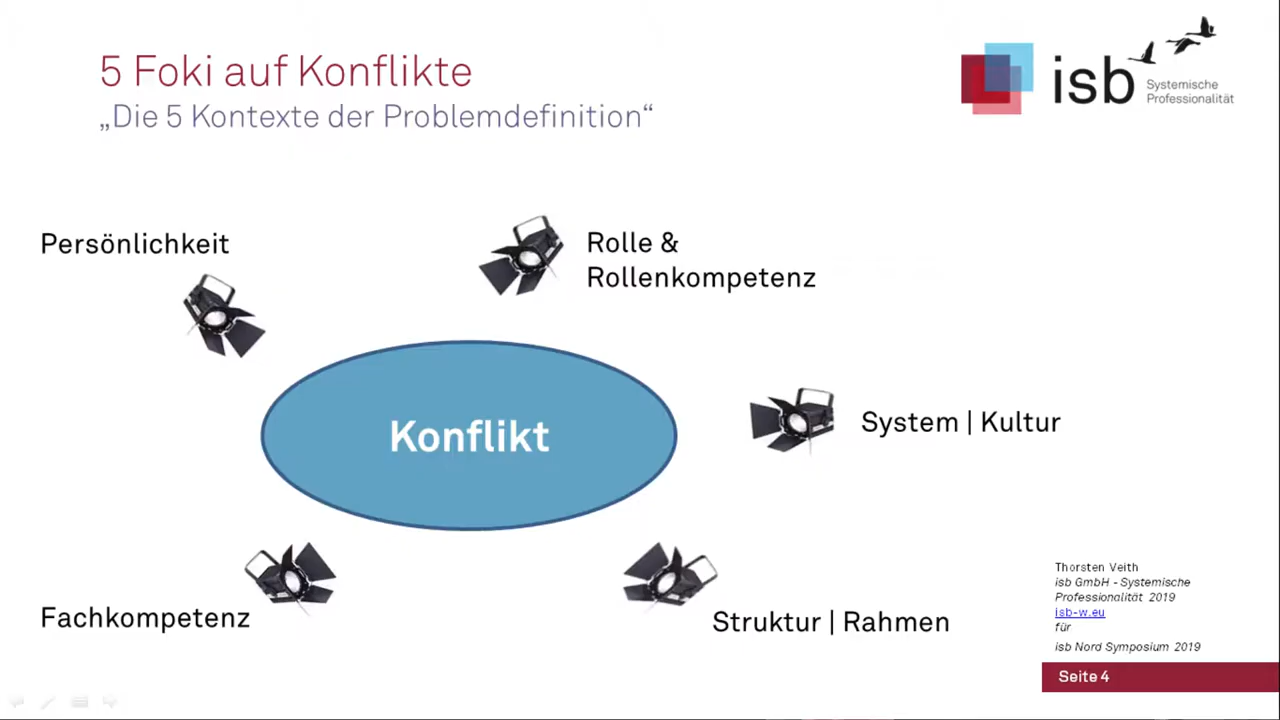 5 Foki auf Konflikte
„Die 5 Kontexte der Problemdefinition“
isb
Systemische
Professionalität
Persönlichkeit
Rolle &
Rollenkompetenz
Konflikt
System | Kultur
Fachkompetenz
Struktur | Rahmen
Thorsten Veith
isb GmbH - Systemische
Professionalität 2019
isb-w.eu
für
isb Nord Symposium 2019
Seite 4